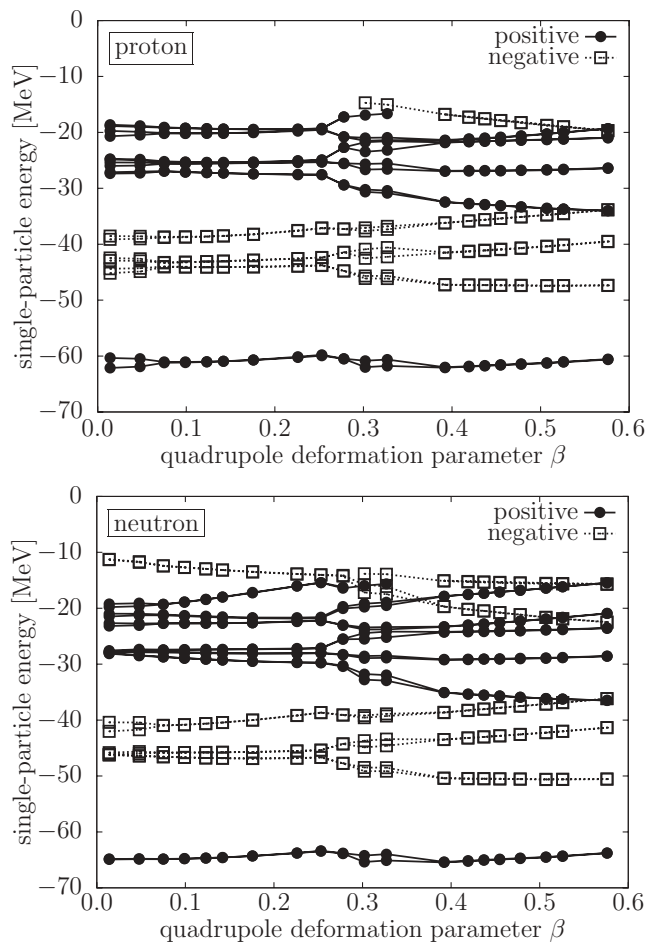 0
proton
positive
negative
−10
−20
−30
−40
−50
−60
−70
single-particle energy [MeV]
0.0 0.1 0.2 0.3 0.4 0.5 0.6
quadrupole deformation parameter β
0
neutron
positive
negative
−10
−20
−30
−40
−50
−60
−70
single-particle energy [MeV]
0.0 0.1 0.2 0.3 0.4 0.5 0.6
quadrupole deformation parameter β